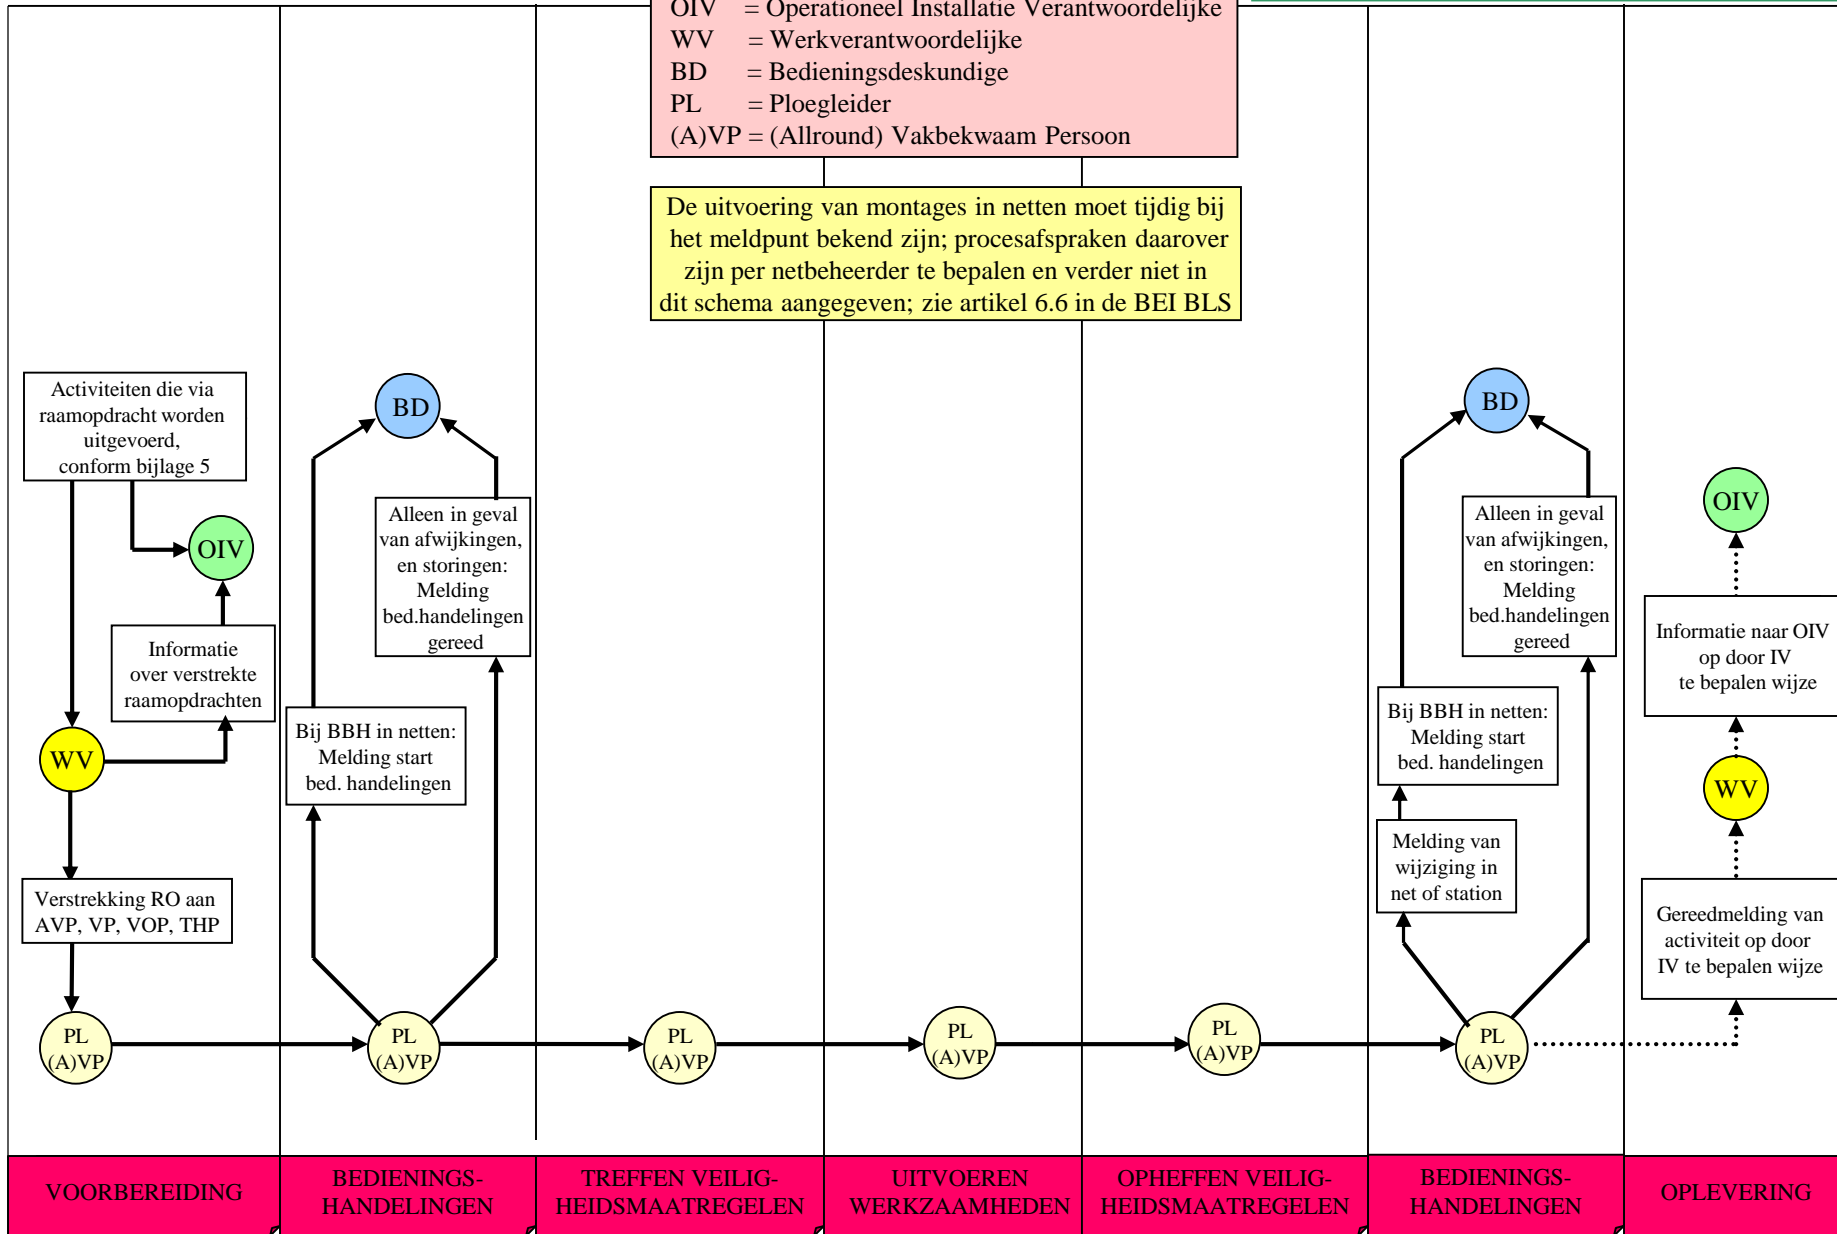 OIV = Operationeel Installatie Verantwoordelijke
WV = Werkverantwoordelijke
BD = Bedieningsdeskundige
PL = Ploegleider
(A)VP = (Allround) Vakbekwaam Persoon
De uitvoering van montages in netten moet tijdig bij
het meldpunt bekend zijn; procesafspraken daarover
zijn per netbeheerder te bepalen en verder niet in
dit schema aangegeven; zie artikel 6.6 in de BEI BLS
Activiteiten die via
raamopdracht worden
uitgevoerd,
conform bijlage 5
OIV
Informatie
over verstrekte
raamopdrachten
WV
Verstrekking RO aan
AVP, VP, VOP, THP
PL
(A)VP
BD
Alleen in geval
van afwijkingen,
en storingen:
Melding
bed.handelingen
gereed
Bij BBH in netten:
Melding start
bed. handelingen
PL
(A)VP
PL
(A)VP
PL
(A)VP
PL
(A)VP
BD
Alleen in geval
van afwijkingen,
en storingen:
Melding
bed.handelingen
gereed
Bij BBH in netten:
Melding start
bed. handelingen
Melding van
wijziging in
net of station
PL
(A)VP
OIV
Informatie naar OIV
op door IV
te bepalen wijze
WV
Gereedmelding van
activiteit op door
IV te bepalen wijze
VOORBEREIDING
BEDIENINGS-
HANDELINGEN
TREFFEN VEILIG-
HEIDSMAATREGELEN
UITVOEREN
WERKZAAMHEDEN
OPHEFFEN VEILIG-
HEIDSMAATREGELEN
BEDIENINGS-
HANDELINGEN
OPLEVERING